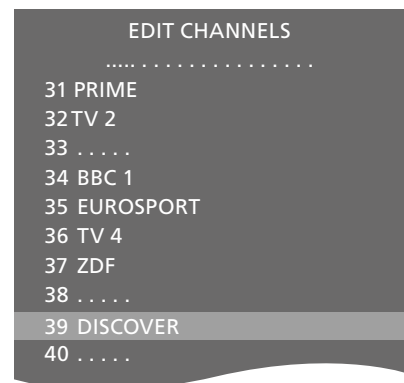 EDIT CHANNELS
..... . . . . . . . . . . . . . . . .
31 PRIME
32 TV 2
33 . . . . .
34 BBC 1
35 EUROSPORT
36 TV 4
37 ZDF
38 . . . . .
39 DISCOVER
40 . . . . .